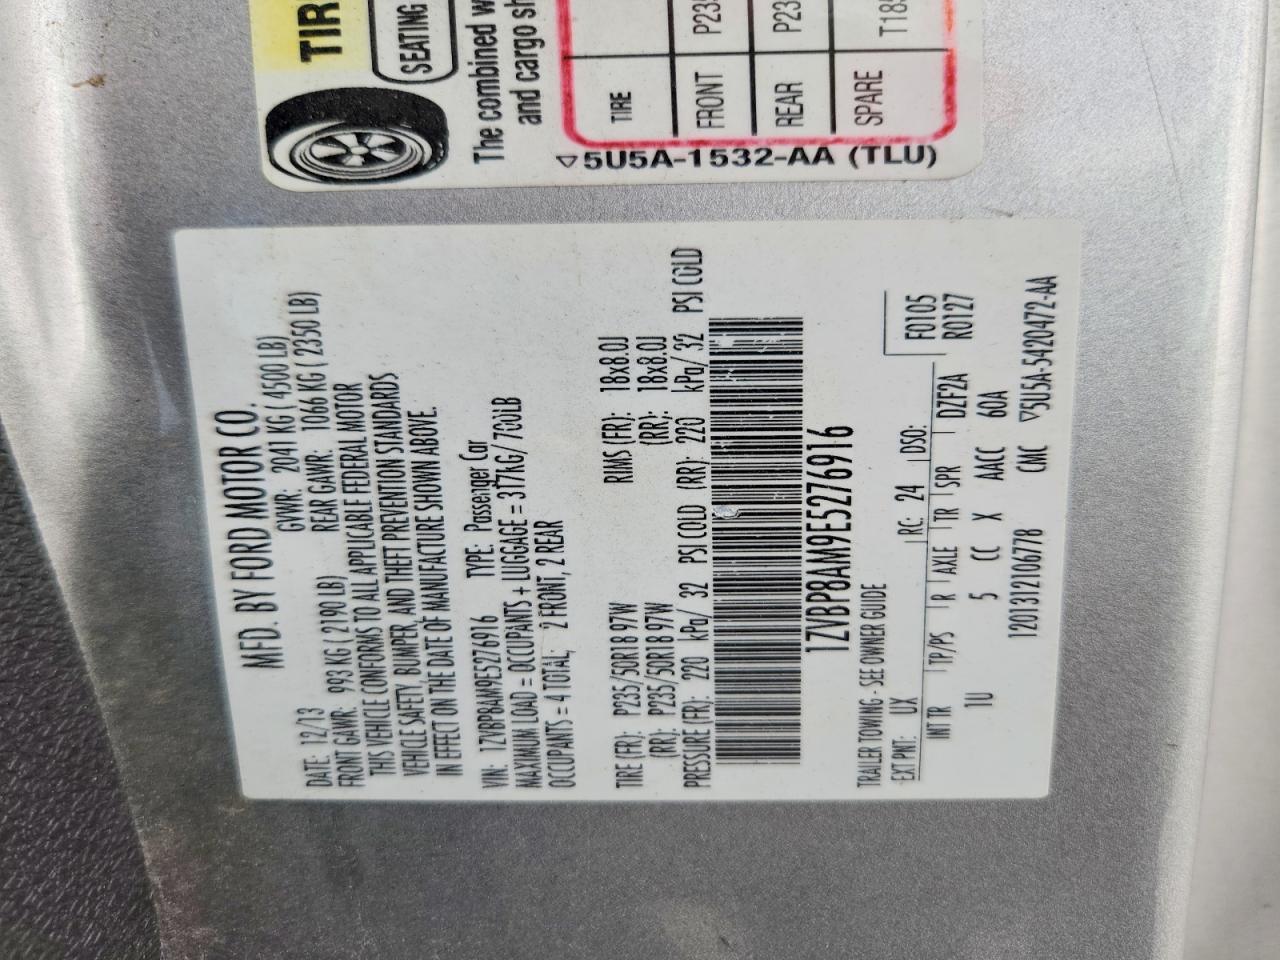 TIR
SEATING
The combined w
and cargo sh
TIRE
FRONT P235
REAR P23
SPARE T185
5U5A-1532-AA (TLU)
MFD. BY FORD MOTOR CO.
DATE: 12/13 GVWR: 2041 KG ( 4500 LB)
FRONT GAWR: 993 KG ( 2190 LB) REAR GAWR: 1066 KG ( 2350 LB)
THIS VEHICLE CONFORMS TO ALL APPLICABLE FEDERAL MOTOR
VEHICLE SAFETY, BUMPER, AND THEFT PREVENTION STANDARDS
IN EFFECT ON THE DATE OF MANUFACTURE SHOWN ABOVE.
VIN: 1ZVBP8AM9E5276916 TYPE: Passenger Car
MAXIMUM LOAD = OCCUPANTS + LUGGAGE = 317kG/700LB
OCCUPANTS = 4 TOTAL; 2 FRONT, 2 REAR
TIRE (FR): P235/50R18 97W RIMS (FR): 18x8.0J
(RR): P235/50R18 97W (RR): 18x8.0J
PRESSURE (FR): 220 kPa/ 32 PSI COLD (RR): 220 kPa/ 32 PSI COLD
1ZVBP8AM9E5276916
TRAILER TOWING - SEE OWNER GUIDE
EXT PNT: UX RC: 24 DSO: F0105
R0127
INT TR TP/PS R AXLE TR SPR DZF2A
1U 5 CC X AACC 60A
1201312106778 CMC 5U5A-5420472-AA